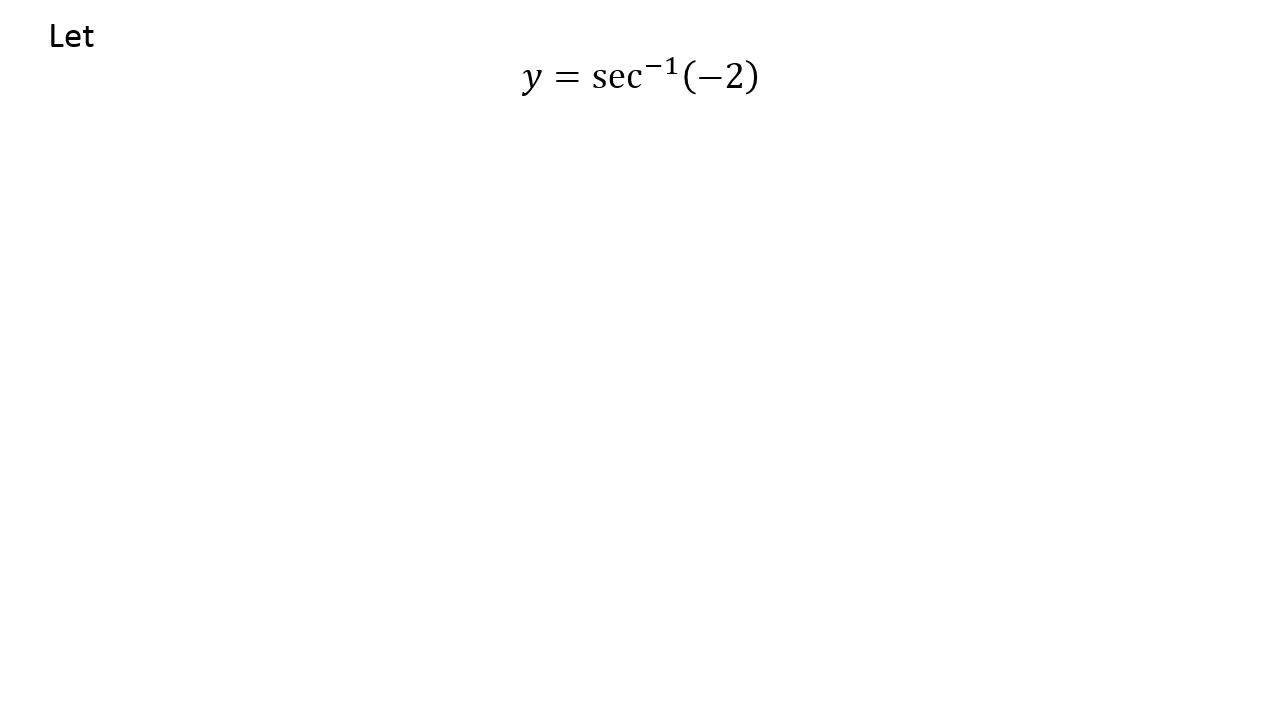 Let
y = sec⁻¹(−2)